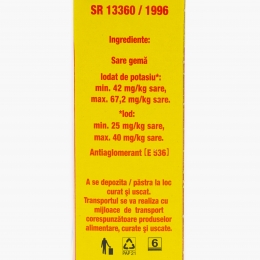 SR 13360 / 1996
Ingrediente:
Sare gemă
Iodat de potasiu*:
min. 42 mg/kg sare,
max. 67,2 mg/kg sare.
*Iod:
min. 25 mg/kg sare,
max. 40 mg/kg sare.
Antiaglomerant (E 536)
A se depozita / păstra la loc
curat și uscat.
Transportul se va realiza cu
mijloace de transport
corespunzătoare produselor
alimentare, curate și uscate.
PAP21
6